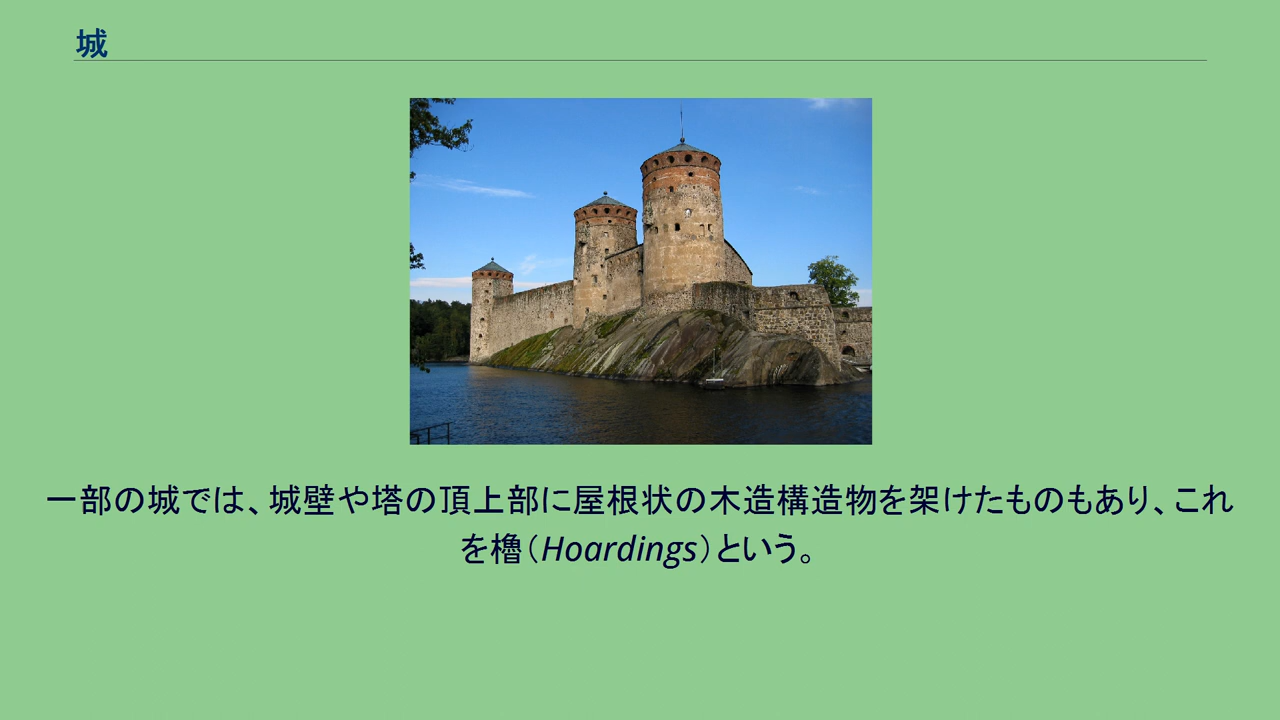 城
一部の城では、城壁や塔の頂上部に屋根状の木造構造物を架けたものもあり、これ
を櫓（Hoardings）という。